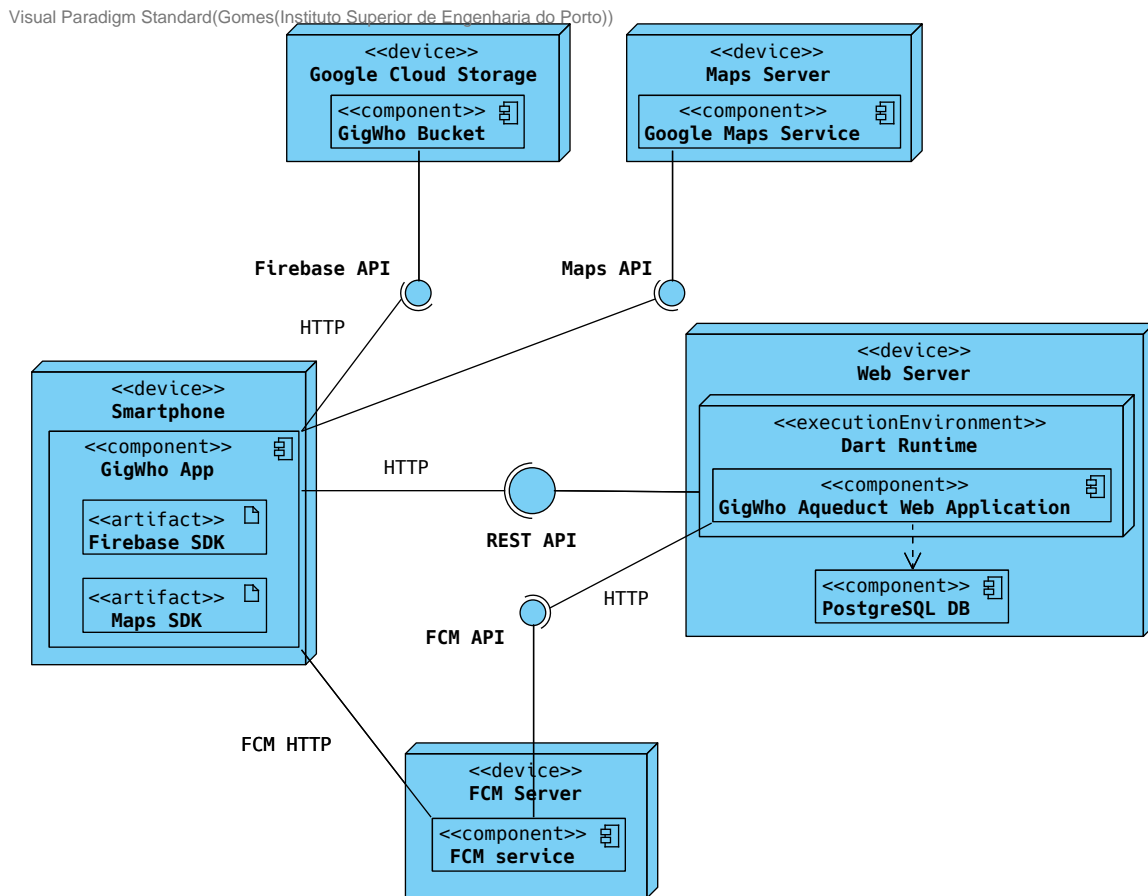 Visual Paradigm Standard(Gomes(Instituto Superior de Engenharia do Porto))
<<device>>
Google Cloud Storage
<<component>>
GigWho Bucket
<<device>>
Maps Server
<<component>>
Google Maps Service
Firebase API
Maps API
HTTP
<<device>>
Smartphone
<<component>>
GigWho App
<<artifact>>
Firebase SDK
<<artifact>>
Maps SDK
HTTP
REST API
<<device>>
Web Server
<<executionEnvironment>>
Dart Runtime
<<component>>
GigWho Aqueduct Web Application
<<component>>
PostgreSQL DB
HTTP
FCM API
FCM HTTP
<<device>>
FCM Server
<<component>>
FCM service